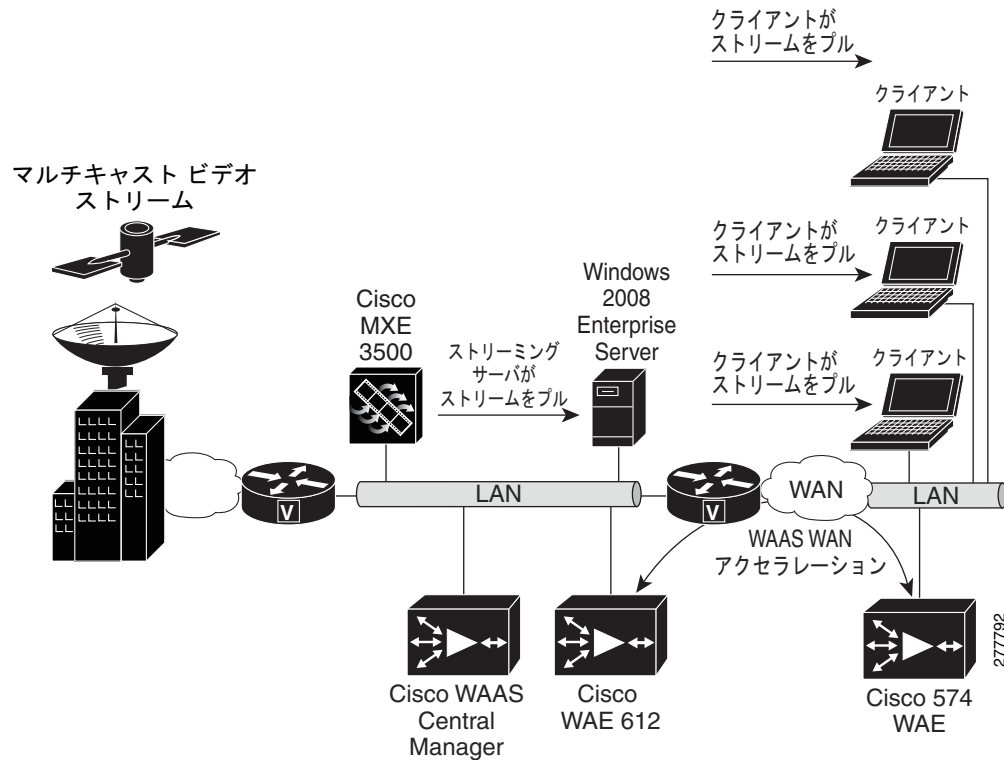 クライアントが
ストリームをプル
クライアント
マルチキャスト ビデオ
ストリーム
クライアントが
ストリームをプル
クライアント
Windows
2008
Enterprise
Server
Cisco
MXE
3500
ストリーミング
サーバが
ストリームをプル
クライアントが
ストリームをプル
クライアント
LAN
WAN
LAN
V
V
WAAS WAN
アクセラレーション
Cisco WAAS
Central
Manager
Cisco
WAE 612
Cisco 574
WAE
277792